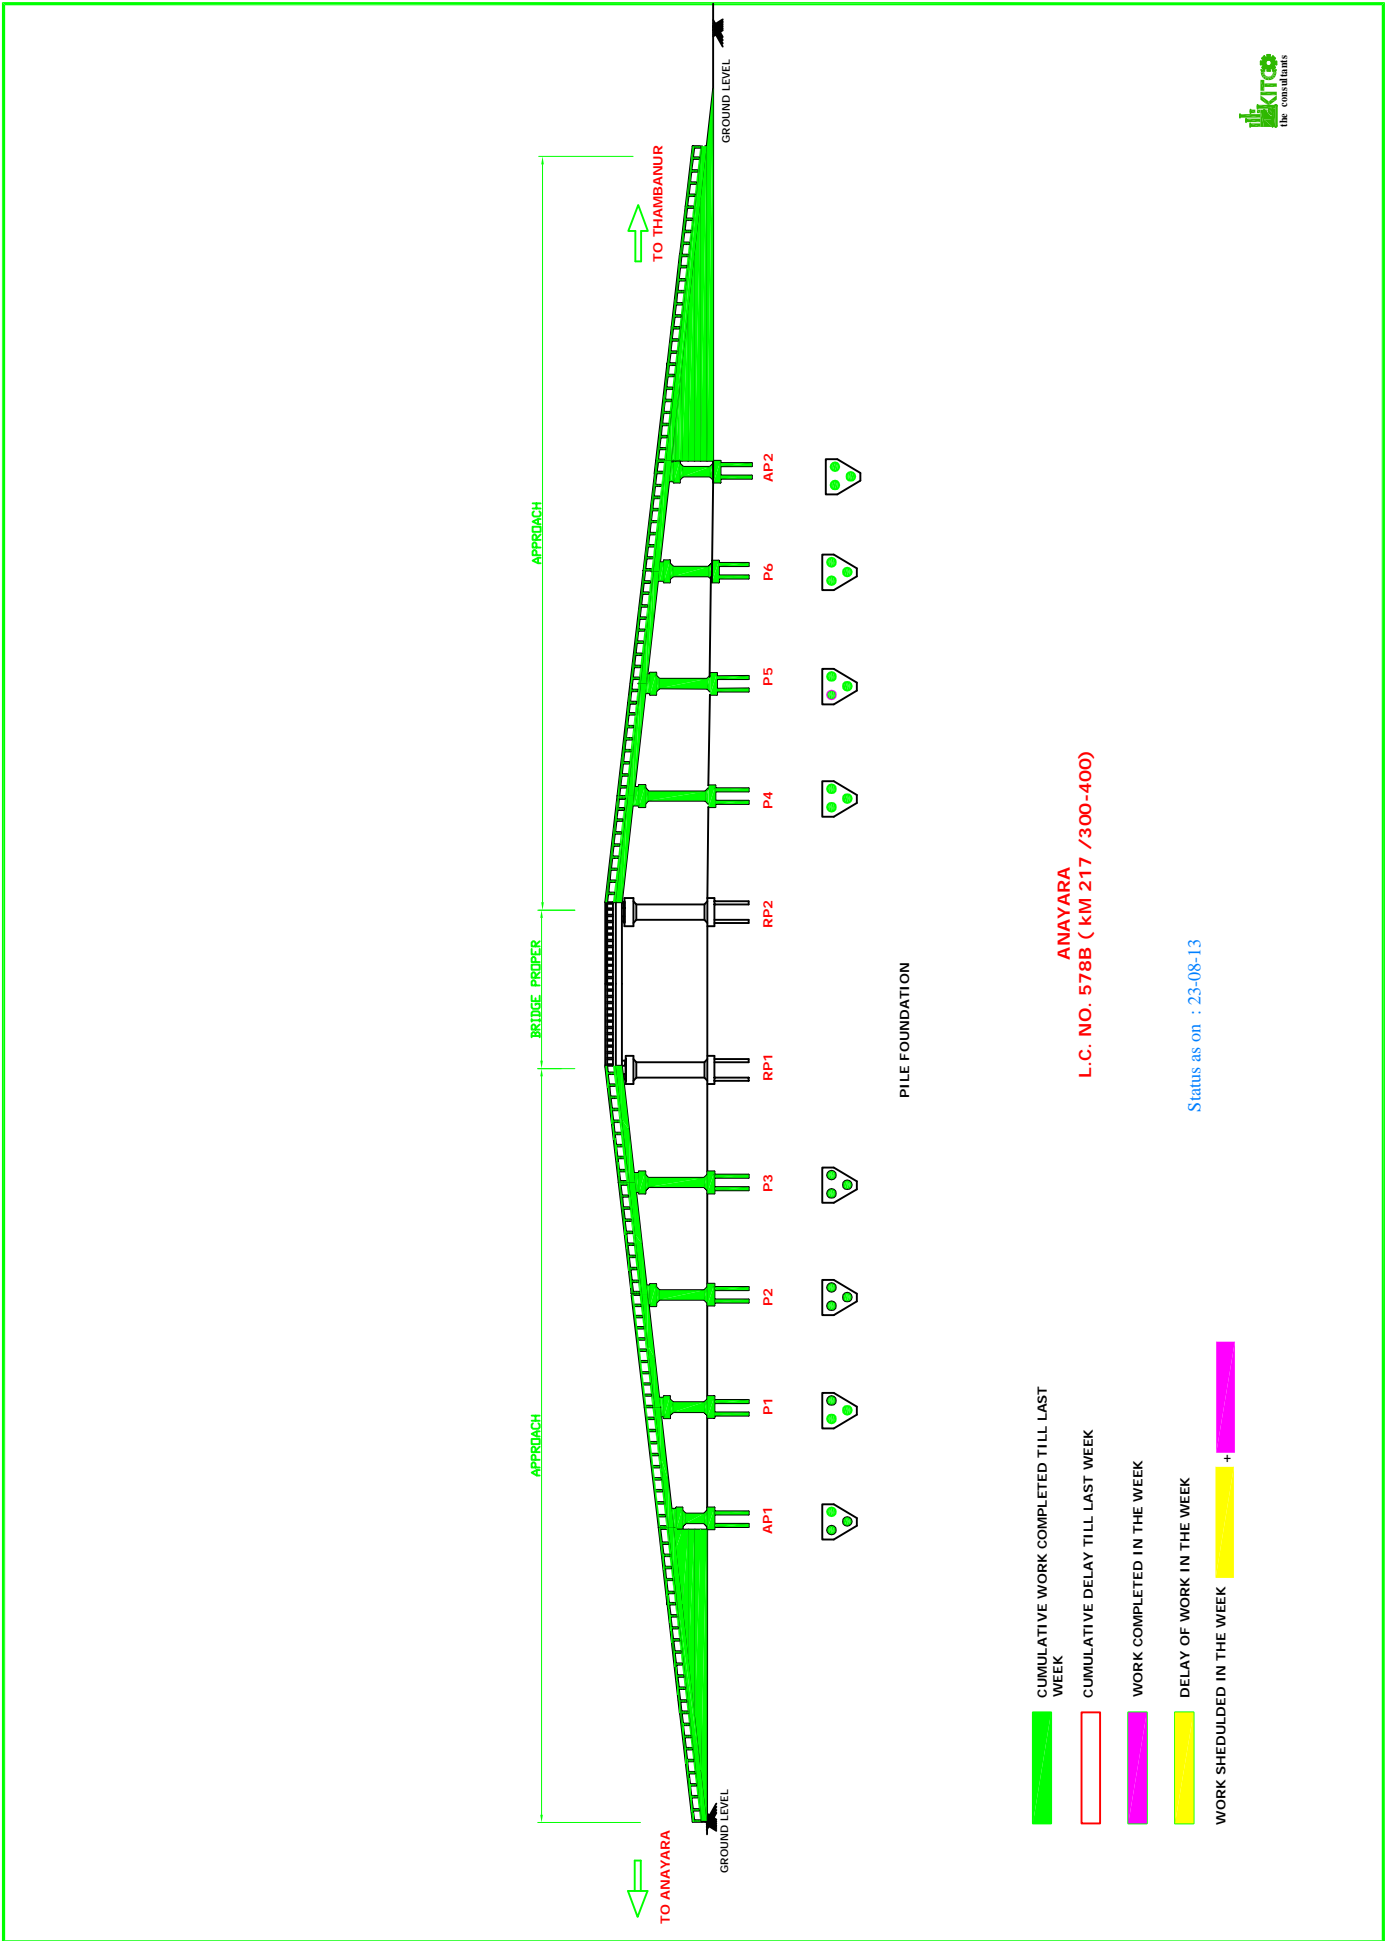 KITCO
the consultants
APPROACH
BRIDGE PROPER
APPROACH
TO ANAYARA
TO THAMBANUR
GROUND LEVEL
GROUND LEVEL
AP1
P1
P2
P3
RP1
RP2
P4
P5
P6
AP2
PILE FOUNDATION
ANAYARA
L.C. NO. 578B ( kM 217 /300-400)
Status as on : 23-08-13
CUMULATIVE WORK COMPLETED TILL LAST
WEEK
CUMULATIVE DELAY TILL LAST WEEK
WORK COMPLETED IN THE WEEK
DELAY OF WORK IN THE WEEK
WORK SHEDULDED IN THE WEEK
+